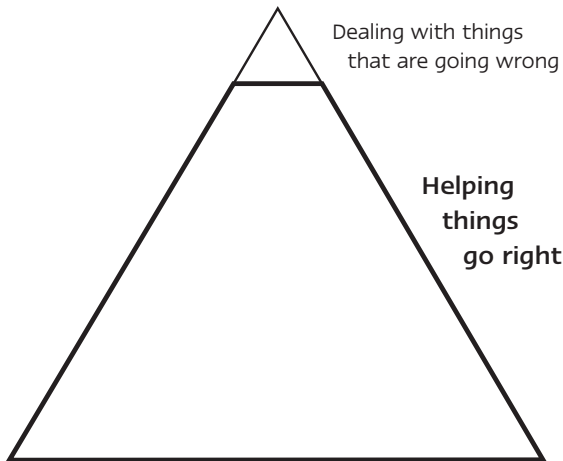 Dealing with things
that are going wrong
Helping
things
go right